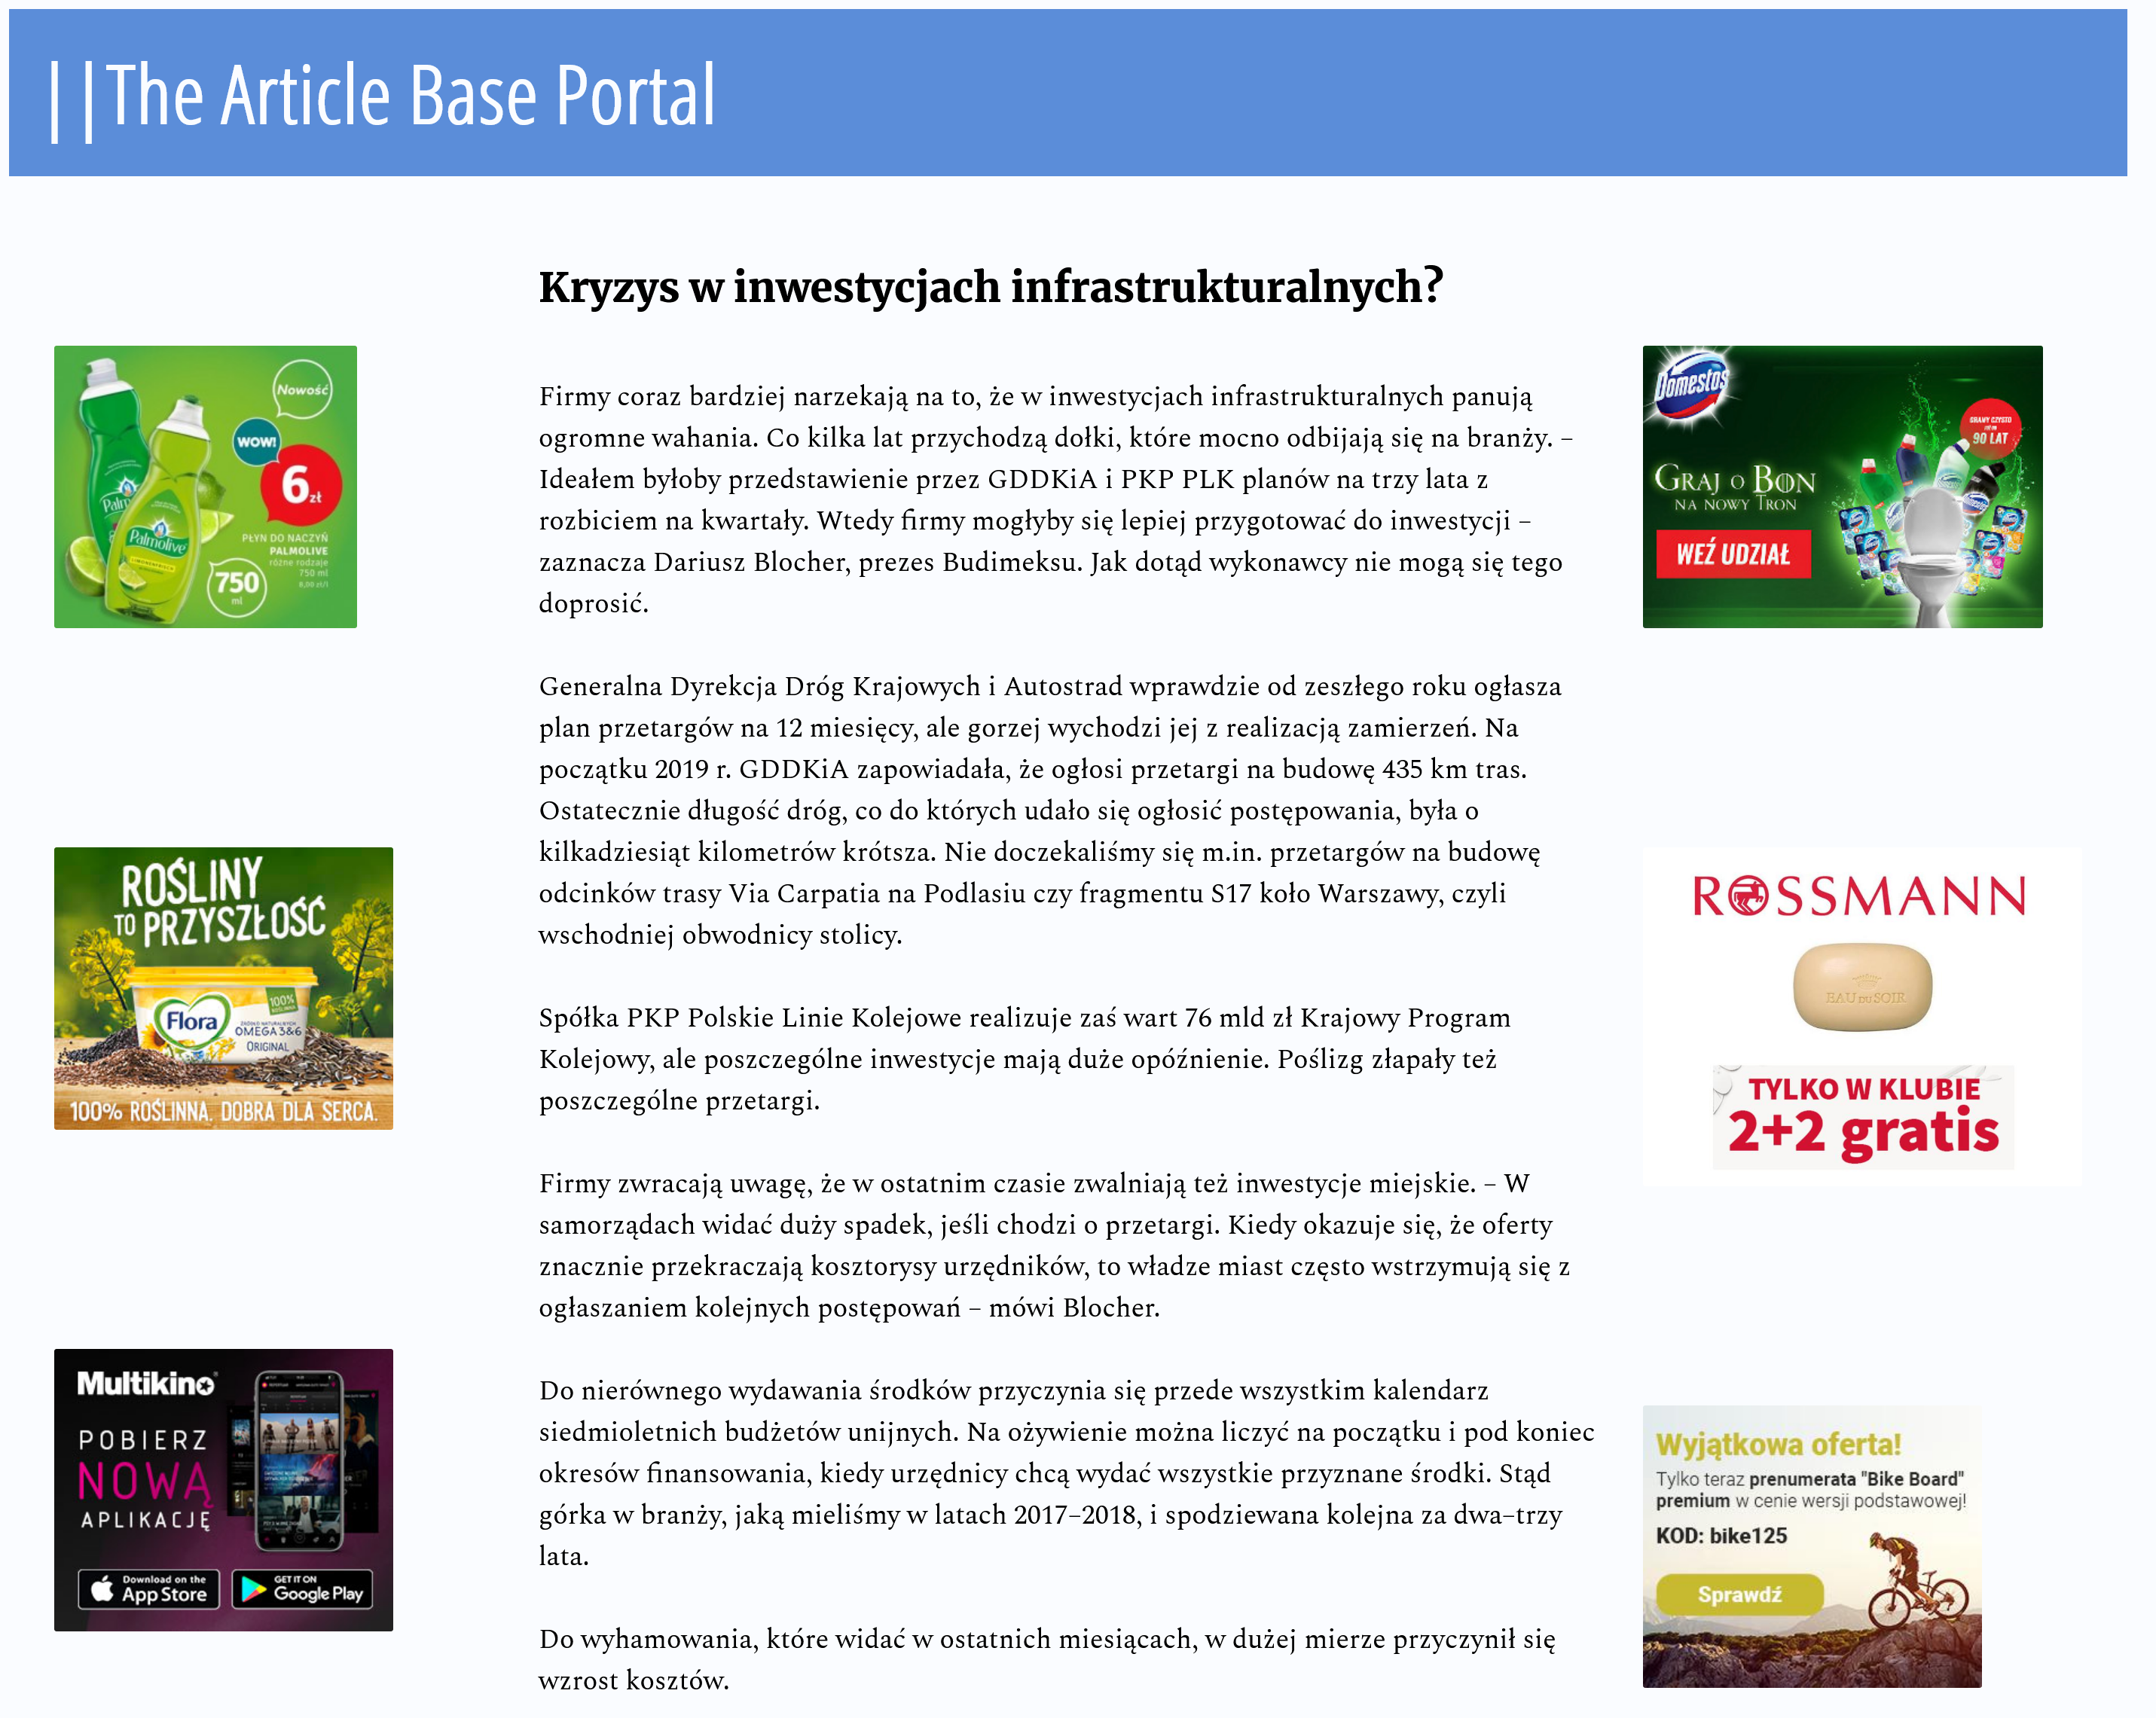 ||The Article Base Portal
Kryzys w inwestycjach infrastrukturalnych?
Firmy coraz bardziej narzekają na to, że w inwestycjach infrastrukturalnych panują
ogromne wahania. Co kilka lat przychodzą dołki, które mocno odbijają się na branży. –
Ideałem byłoby przedstawienie przez GDDKiA i PKP PLK planów na trzy lata z
rozbiciem na kwartały. Wtedy firmy mogłyby się lepiej przygotować do inwestycji –
zaznacza Dariusz Blocher, prezes Budimeksu. Jak dotąd wykonawcy nie mogą się tego
doprosić.
Generalna Dyrekcja Dróg Krajowych i Autostrad wprawdzie od zeszłego roku ogłasza
plan przetargów na 12 miesięcy, ale gorzej wychodzi jej z realizacją zamierzeń. Na
początku 2019 r. GDDKiA zapowiadała, że ogłosi przetargi na budowę 435 km tras.
Ostatecznie długość dróg, co do których udało się ogłosić postępowania, była o
kilkadziesiąt kilometrów krótsza. Nie doczekaliśmy się m.in. przetargów na budowę
odcinków trasy Via Carpatia na Podlasiu czy fragmentu S17 koło Warszawy, czyli
wschodniej obwodnicy stolicy.
Spółka PKP Polskie Linie Kolejowe realizuje zaś wart 76 mld zł Krajowy Program
Kolejowy, ale poszczególne inwestycje mają duże opóźnienie. Poślizg złapały też
poszczególne przetargi.
Firmy zwracają uwagę, że w ostatnim czasie zwalniają też inwestycje miejskie. – W
samorządach widać duży spadek, jeśli chodzi o przetargi. Kiedy okazuje się, że oferty
znacznie przekraczają kosztorysy urzędników, to władze miast często wstrzymują się z
ogłaszaniem kolejnych postępowań – mówi Blocher.
Do nierównego wydawania środków przyczynia się przede wszystkim kalendarz
siedmioletnich budżetów unijnych. Na ożywienie można liczyć na początku i pod koniec
okresów finansowania, kiedy urzędnicy chcą wydać wszystkie przyznane środki. Stąd
górka w branży, jaką mieliśmy w latach 2017–2018, i spodziewana kolejna za dwa–trzy
lata.
Do wyhamowania, które widać w ostatnich miesiącach, w dużej mierze przyczynił się
wzrost kosztów.
Nowość
WOW!
6 zł
PŁYN DO NACZYŃ
PALMOLIVE
różne rodzaje
750 ml
8,00 zł/l
Palmolive
750
ml
ROŚLINY
TO PRZYSZŁOŚĆ
100%
Flora
OMEGA 3&6
ORIGINAL
100% ROŚLINNA. DOBRA DLA SERCA.
Multikino
POBIERZ
NOWĄ
APLIKACJĘ
Download on the
App Store
GET IT ON
Google Play
Domestos
GRAMY CZYSTO
90 LAT
GRAJ O BON
NA NOWY TRON
WEŹ UDZIAŁ
ROSSMANN
EAU DU SOIR
TYLKO W KLUBIE
2+2 gratis
Wyjątkowa oferta!
Tylko teraz prenumerata "Bike Board"
premium w cenie wersji podstawowej!
KOD: bike125
Sprawdź